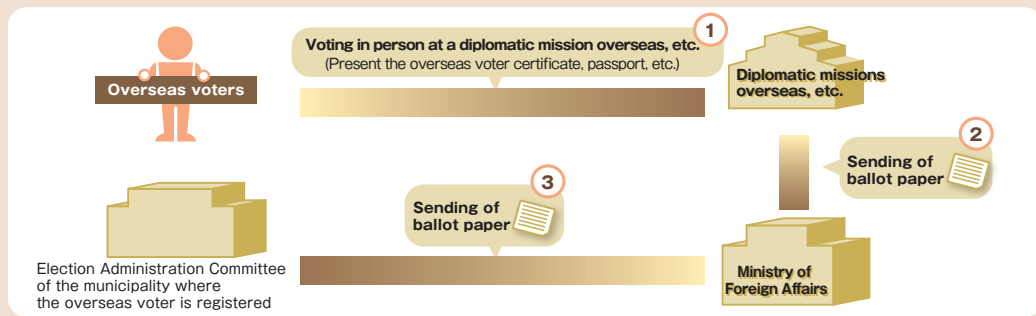 Overseas voters
1
Voting in person at a diplomatic mission overseas, etc.
(Present the overseas voter certificate, passport, etc.)
Diplomatic missions
overseas, etc.
2
Sending of
ballot paper
3
Sending of
ballot paper
Ministry of
Foreign Affairs
Election Administration Committee
of the municipality where
the overseas voter is registered